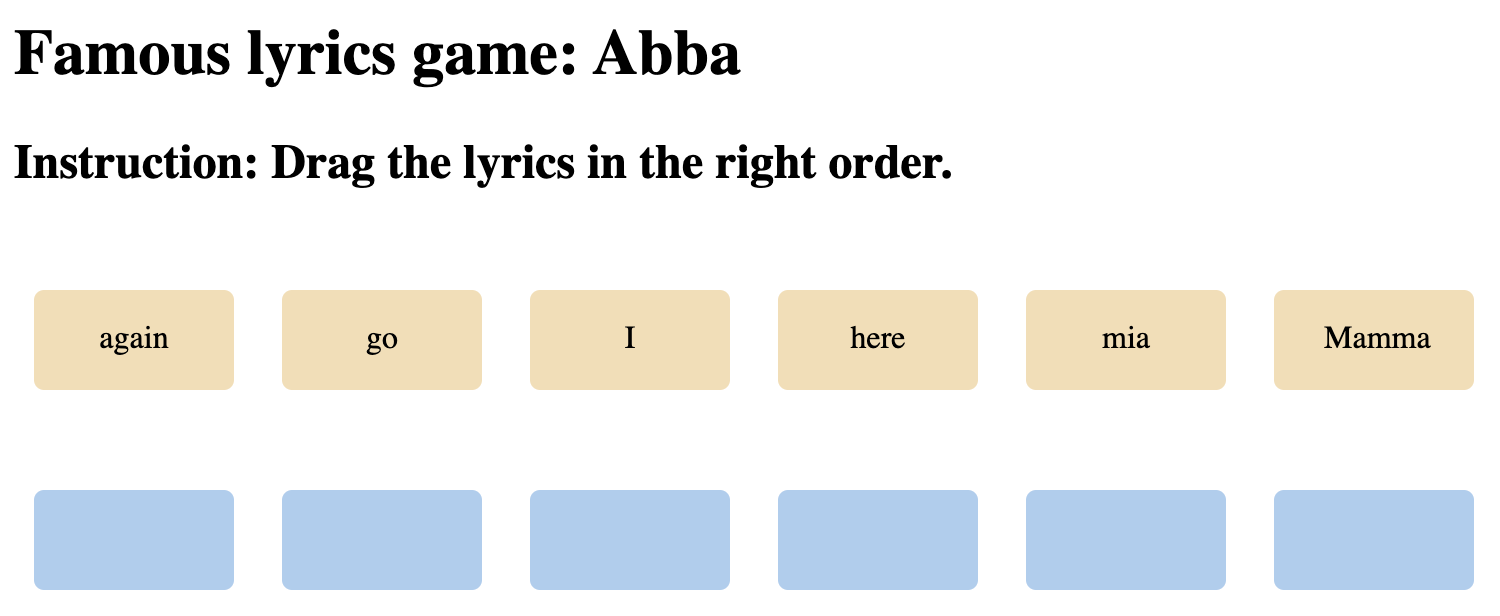 Famous lyrics game: Abba
Instruction: Drag the lyrics in the right order.
again go I here mia Mamma